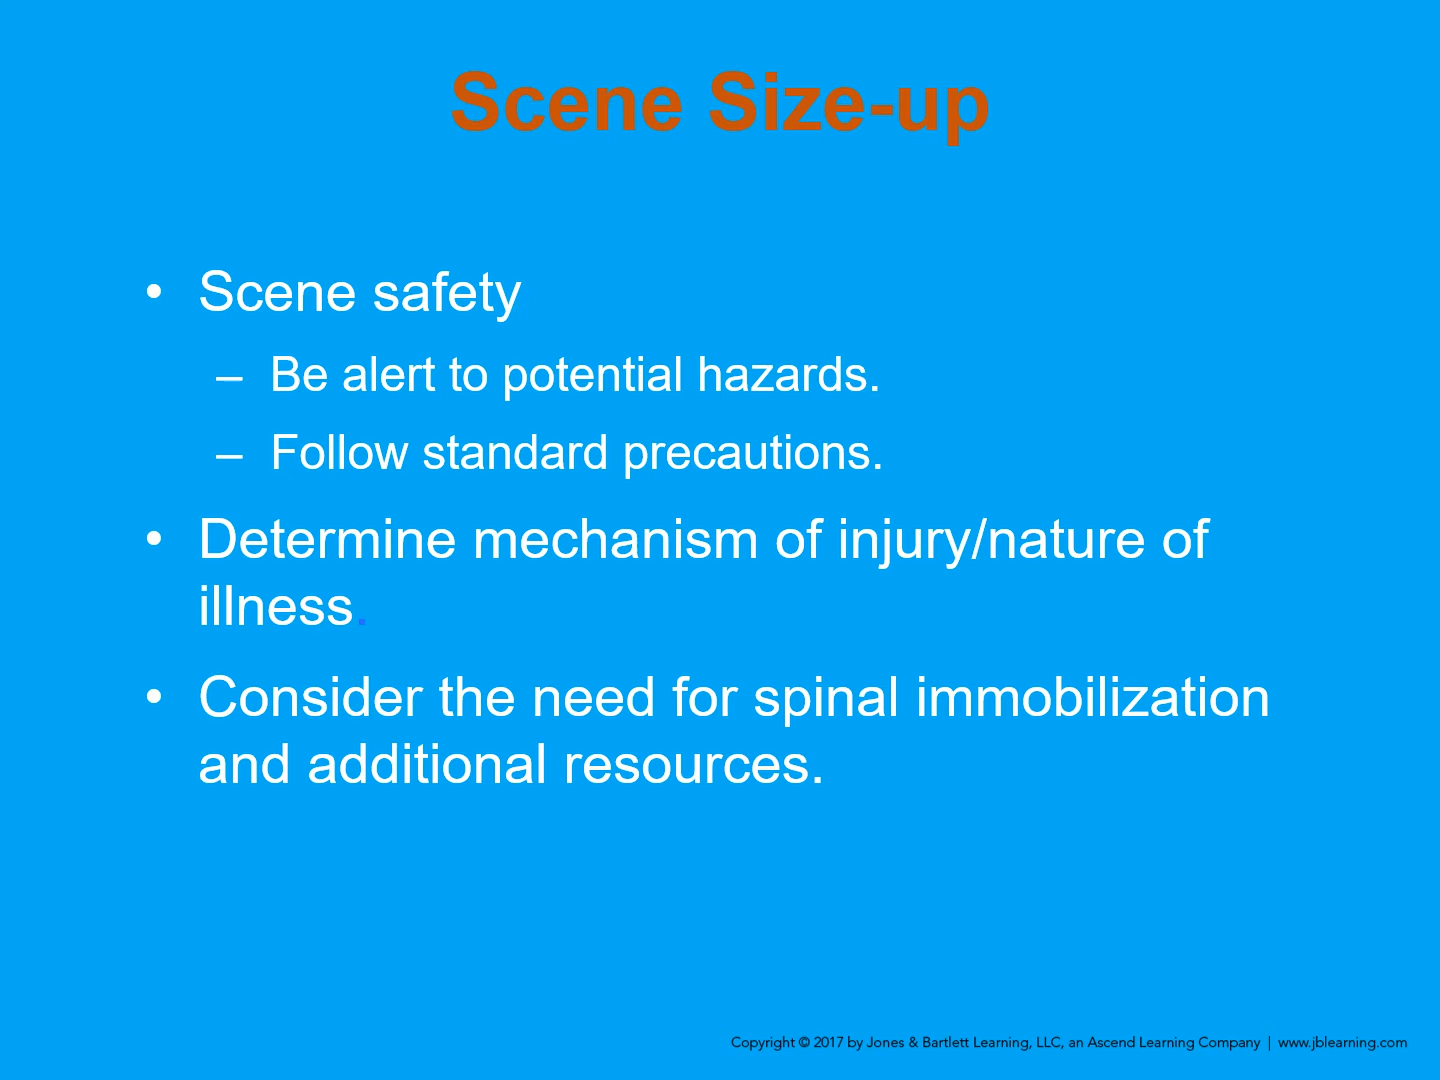 Scene Size-up
• Scene safety
– Be alert to potential hazards.
– Follow standard precautions.
• Determine mechanism of injury/nature of
illness.
• Consider the need for spinal immobilization
and additional resources.
Copyright © 2017 by Jones & Bartlett Learning, LLC, an Ascend Learning Company | www.jblearning.com